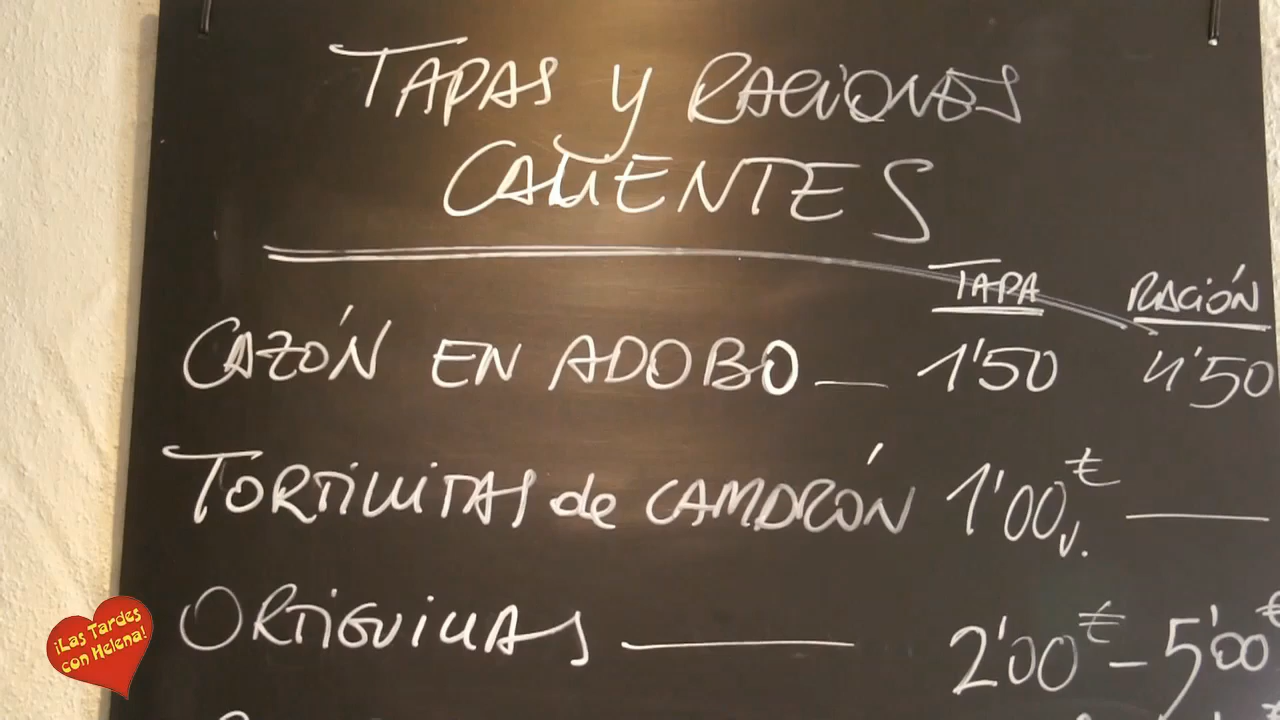 TAPAS y RACIONES
CALIENTES
TAPA RACIÓN
CAZÓN EN ADOBO — 1'50 4'50
TORTILLITAS de CAMARÓN 1'00€ —
ORTIGUILLAS — 2'00€ - 5'00€
¡Las Tardes
con Helena!